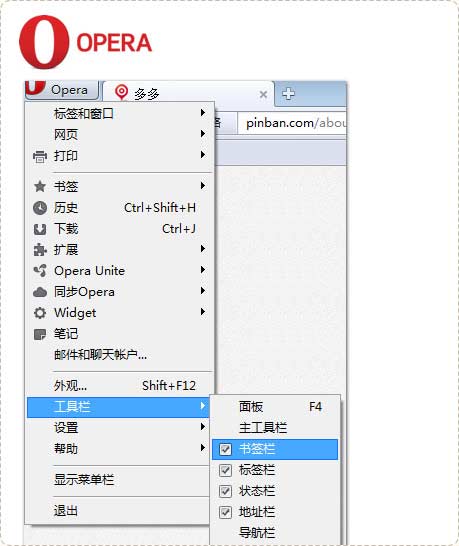 OPERA
Opera
多多
标签和窗口
网页
络
pinban.com/abou
打印
书签
历史 Ctrl+Shift+H
下载 Ctrl+J
扩展
Opera Unite
同步Opera
Widget
笔记
邮件和聊天帐户...
外观... Shift+F12
工具栏
面板 F4
设置
主工具栏
帮助
书签栏
显示菜单栏
标签栏
状态栏
退出
地址栏
导航栏